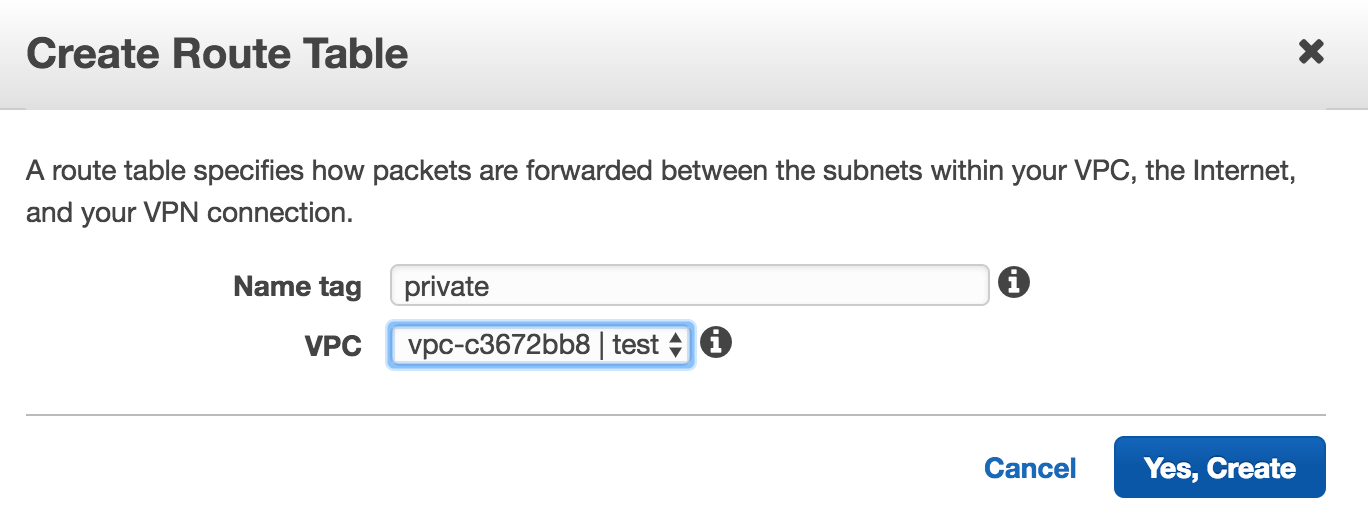 Create Route Table
A route table specifies how packets are forwarded between the subnets within your VPC, the Internet,
and your VPN connection.
Name tag private
VPC vpc-c3672bb8 | test
Cancel Yes, Create